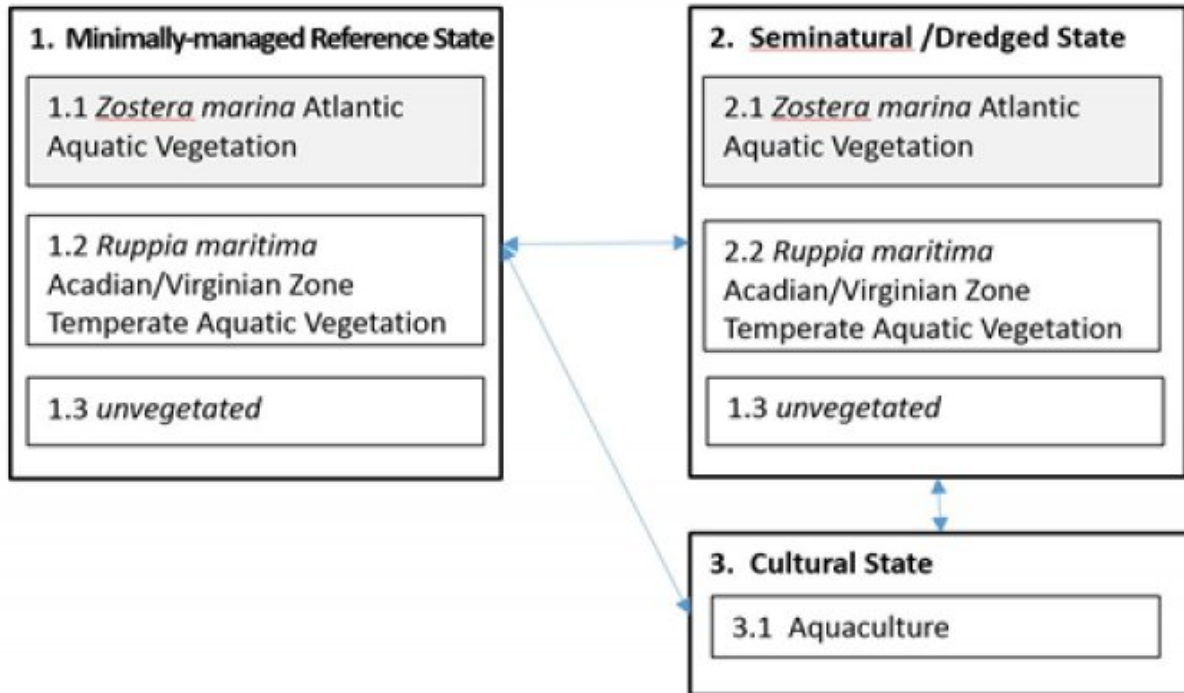 1. Minimally-managed Reference State
1.1 Zostera marina Atlantic
Aquatic Vegetation
1.2 Ruppia maritima
Acadian/Virginian Zone
Temperate Aquatic Vegetation
1.3 unvegetated
2. Seminatural /Dredged State
2.1 Zostera marina Atlantic
Aquatic Vegetation
2.2 Ruppia maritima
Acadian/Virginian Zone
Temperate Aquatic Vegetation
1.3 unvegetated
3. Cultural State
3.1 Aquaculture